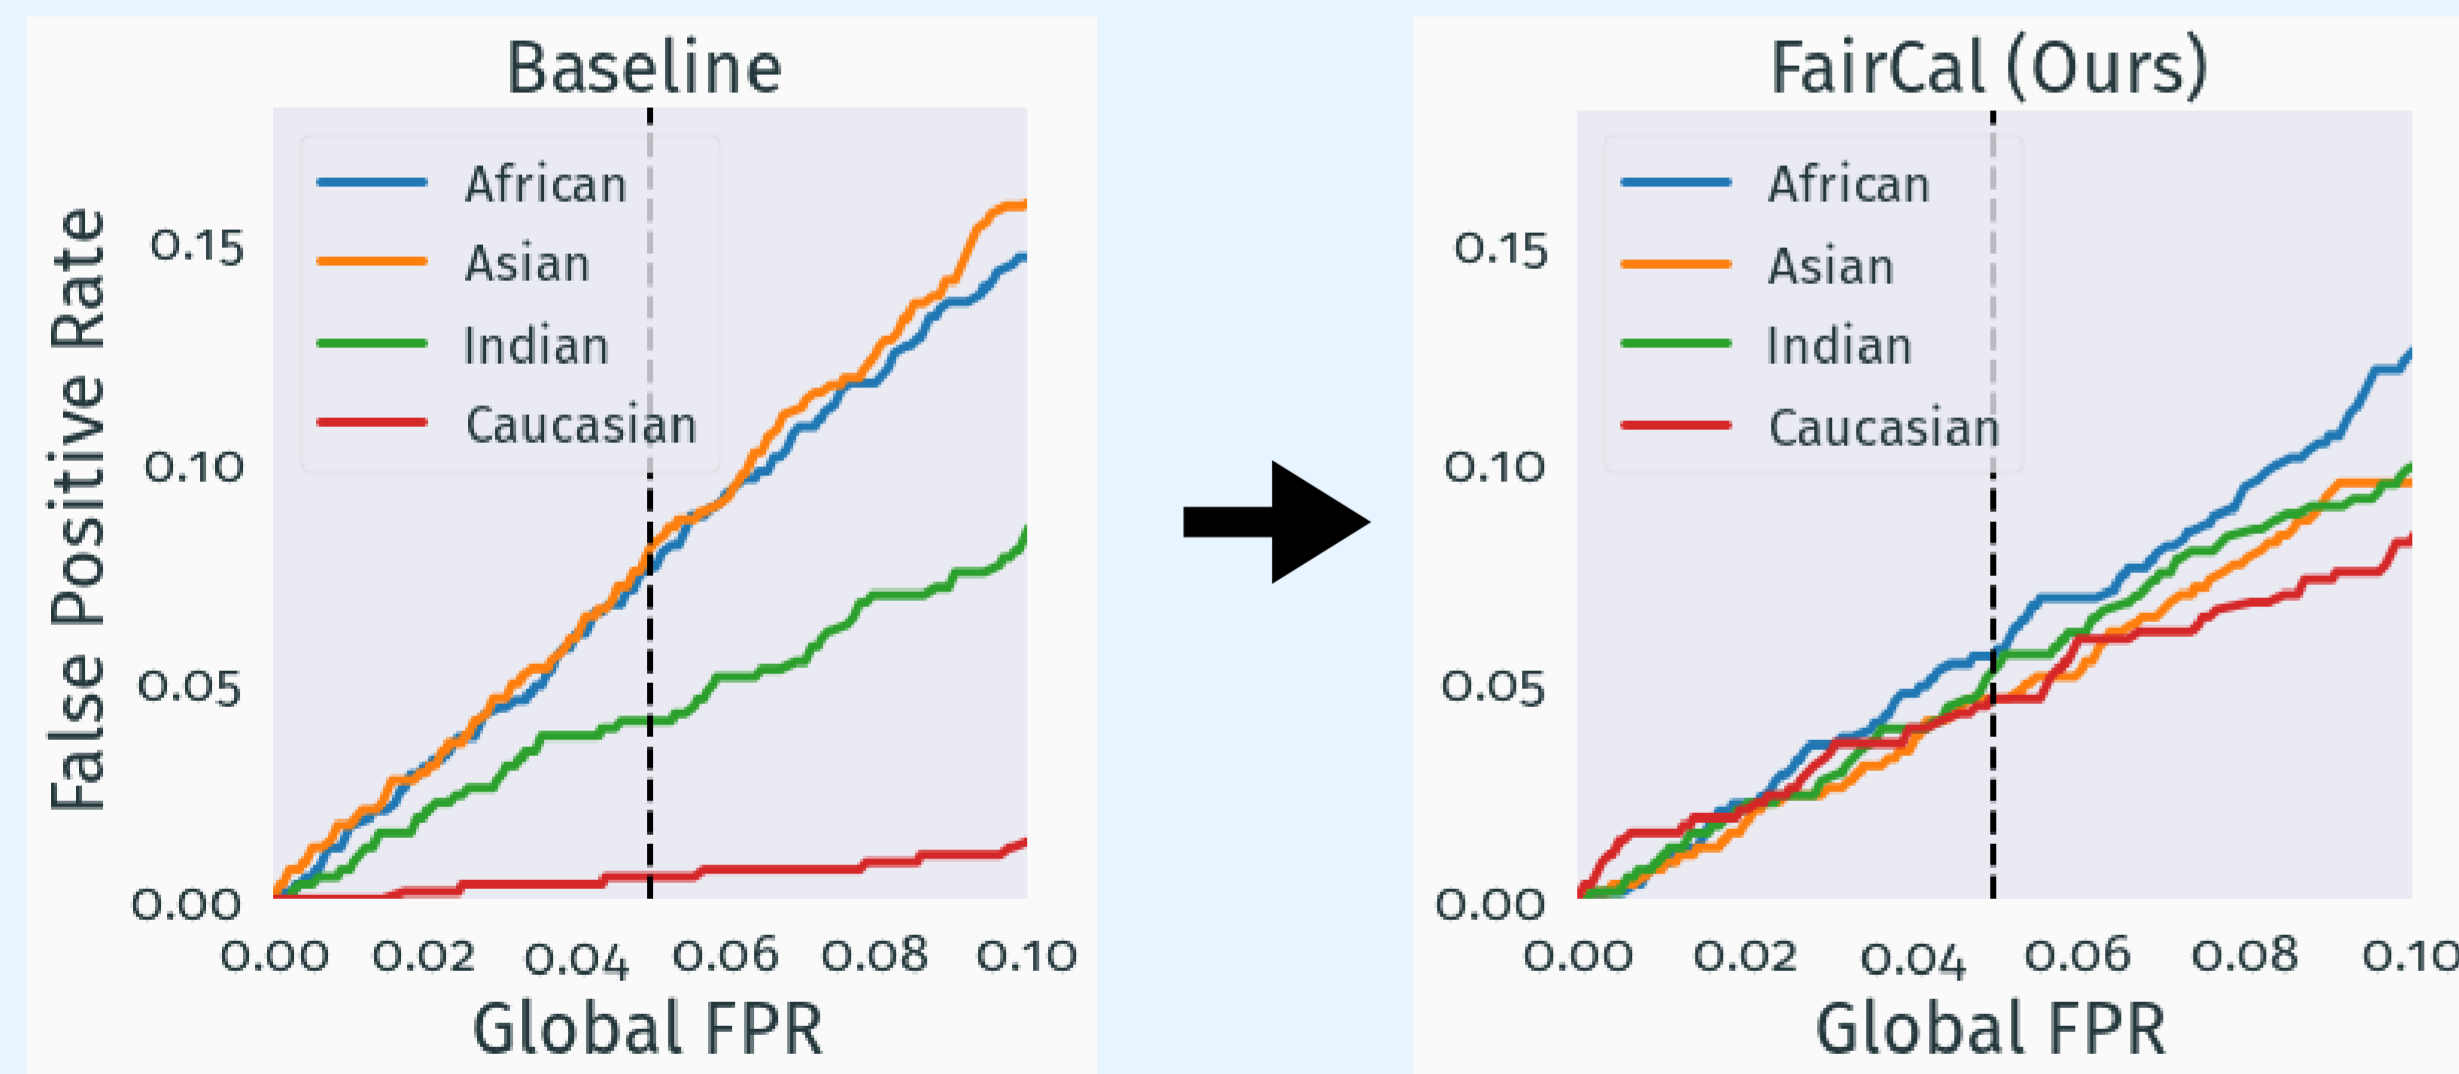 Baseline
False Positive Rate
African
Asian
Indian
Caucasian
0.15
0.10
0.05
0.00
0.00 0.02 0.04 0.06 0.08 0.10
Global FPR
FairCal (Ours)
African
Asian
Indian
Caucasian
0.15
0.10
0.05
0.00
0.00 0.02 0.04 0.06 0.08 0.10
Global FPR